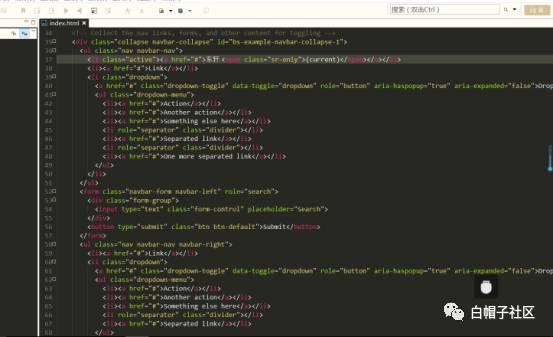 搜索（双击Ctrl）
index.html
34 <!-- Collect the nav links, forms, and other content for toggling -->
35 <div class="collapse navbar-collapse" id="bs-example-navbar-collapse-1">
36 <ul class="nav navbar-nav">
37 <li class="active"><a href="#">东轩 <span class="sr-only">(current)</span></a></li>
38 <li><a href="#">Link</a></li>
39 <li class="dropdown">
40 <a href="#" class="dropdown-toggle" data-toggle="dropdown" role="button" aria-haspopup="true" aria-expanded="false">Drop
41 <ul class="dropdown-menu">
42 <li><a href="#">Action</a></li>
43 <li><a href="#">Another action</a></li>
44 <li><a href="#">Something else here</a></li>
45 <li role="separator" class="divider"></li>
46 <li><a href="#">Separated link</a></li>
47 <li role="separator" class="divider"></li>
48 <li><a href="#">One more separated link</a></li>
49 </ul>
50 </li>
51 </ul>
52 <form class="navbar-form navbar-left" role="search">
53 <div class="form-group">
54 <input type="text" class="form-control" placeholder="Search">
55 </div>
56 <button type="submit" class="btn btn-default">Submit</button>
57 </form>
58 <ul class="nav navbar-nav navbar-right">
59 <li><a href="#">Link</a></li>
60 <li class="dropdown">
61 <a href="#" class="dropdown-toggle" data-toggle="dropdown" role="button" aria-haspopup="true" aria-expanded="false">Drop
62 <ul class="dropdown-menu">
63 <li><a href="#">Action</a></li>
64 <li><a href="#">Another action</a></li>
65 <li><a href="#">Something else here</a></li>
66 <li role="separator" class="divider"></li>
67 <li><a href="#">Separated link</a></li>
68 </ul>
白帽子社区